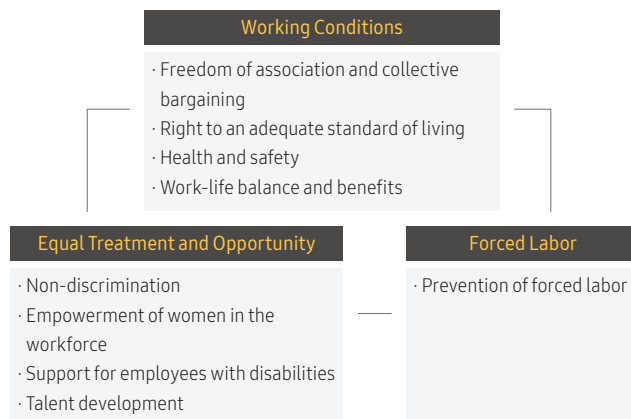 Working Conditions
· Freedom of association and collective
bargaining
· Right to an adequate standard of living
· Health and safety
· Work-life balance and benefits
Equal Treatment and Opportunity
· Non-discrimination
· Empowerment of women in the
workforce
· Support for employees with disabilities
· Talent development
Forced Labor
· Prevention of forced labor